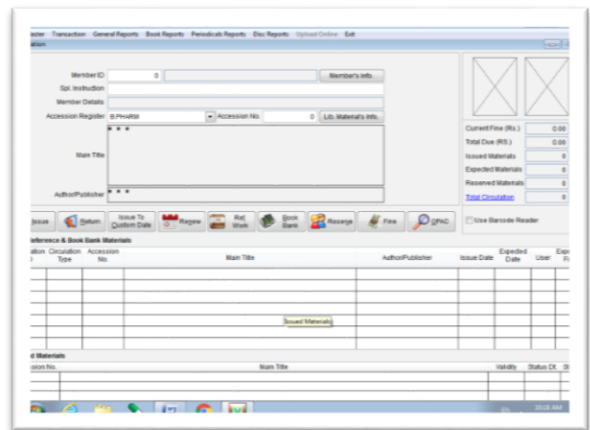 aster Transaction General Reports Book Reports Periodicals Reports Disc Reports Upload Online Exit
ation
Member ID 0 Member's Info.
Spl. Instruction
Member Details
Accession Register B.PHARM Accession No. 0 Lib. Material's Info.
* * *
Main Title
Author/Publisher * * *
Current Fine (Rs.) 0.00
Total Due (RS.) 0.00
Issued Materials 0
Expected Materials 0
Reserved Materials 0
Total Circulation 0
Issue Return Issue To Custom Date Renew Ref. Work Book Bank Reserve Fine OPAC Use Barcode Reader
Reference & Book Bank Materials
ation Circulation Type Accession No. Main Title Author/Publisher Issue Date Expected Date User
Issued Materials
d Materials
ssion No. Main Title Validity Status Dt.
EN 10:05 AM